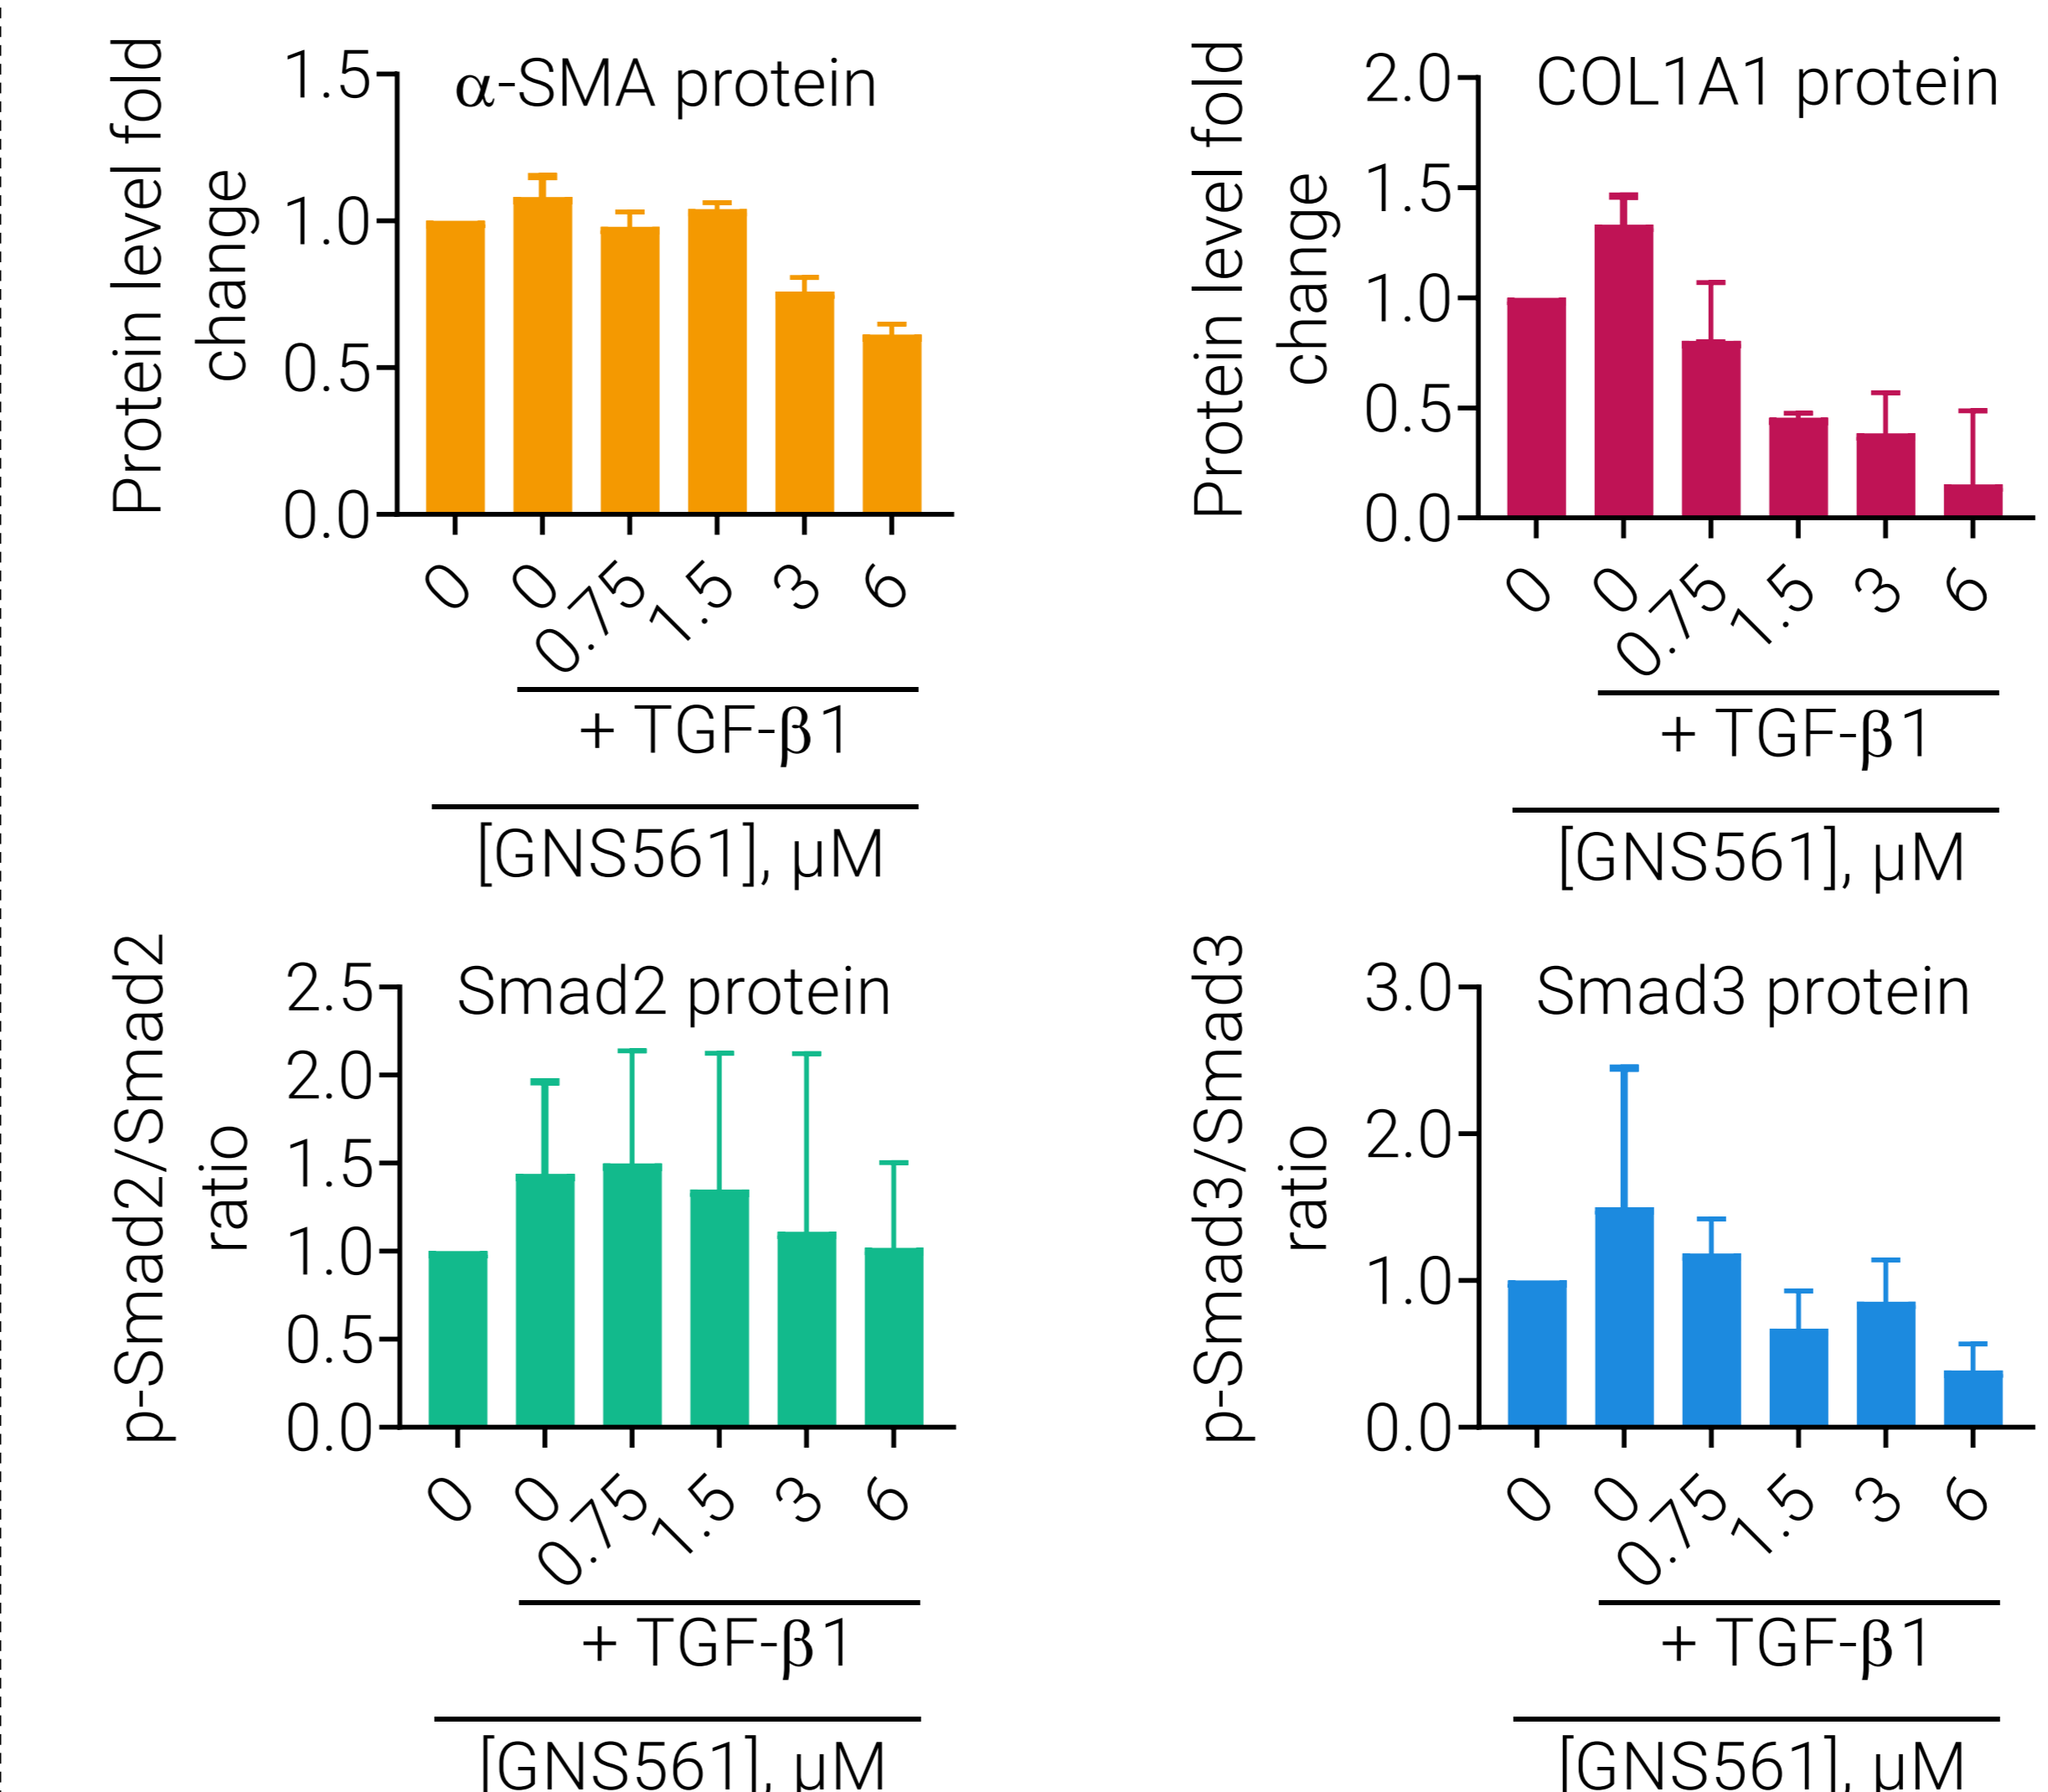 α-SMA protein
Protein level fold
change
1.5
1.0
0.5
0.0
0 0 0.75 1.5 3 6
+ TGF-β1
[GNS561], μM
COL1A1 protein
Protein level fold
change
2.0
1.5
1.0
0.5
0.0
0 0 0.75 1.5 3 6
+ TGF-β1
[GNS561], μM
Smad2 protein
p-Smad2/Smad2
ratio
2.5
2.0
1.5
1.0
0.5
0.0
0 0 0.75 1.5 3 6
+ TGF-β1
[GNS561], μM
Smad3 protein
p-Smad3/Smad3
ratio
3.0
2.0
1.0
0.0
0 0 0.75 1.5 3 6
+ TGF-β1
[GNS561], μM